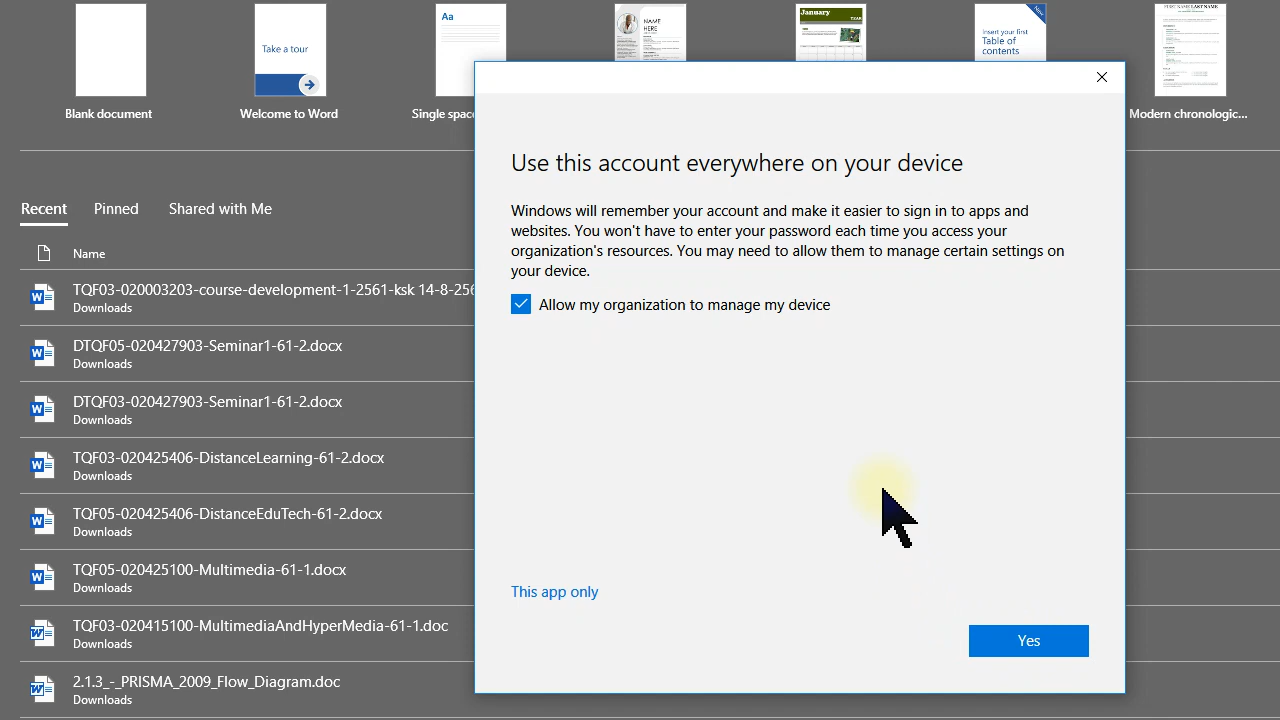 Aa
Take a tour
NAME
HERE
January
YEAR
Insert your first
Table of
contents
FIRST NAME LAST NAME
Blank document
Welcome to Word
Single spac
Modern chronologic...
Use this account everywhere on your device
Windows will remember your account and make it easier to sign in to apps and
websites. You won't have to enter your password each time you access your
organization's resources. You may need to allow them to manage certain settings on
your device.
Allow my organization to manage my device
This app only
Yes
Recent
Pinned
Shared with Me
Name
TQF03-020003203-course-development-1-2561-ksk 14-8-256
Downloads
DTQF05-020427903-Seminar1-61-2.docx
Downloads
DTQF03-020427903-Seminar1-61-2.docx
Downloads
TQF03-020425406-DistanceLearning-61-2.docx
Downloads
TQF05-020425406-DistanceEduTech-61-2.docx
Downloads
TQF05-020425100-Multimedia-61-1.docx
Downloads
TQF03-020415100-MultimediaAndHyperMedia-61-1.doc
Downloads
2.1.3_-_PRISMA_2009_Flow_Diagram.doc
Downloads